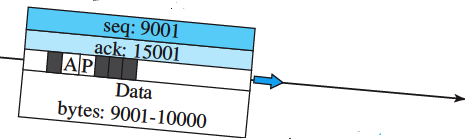 seq: 9001
ack: 15001
A P
Data
bytes: 9001-10000